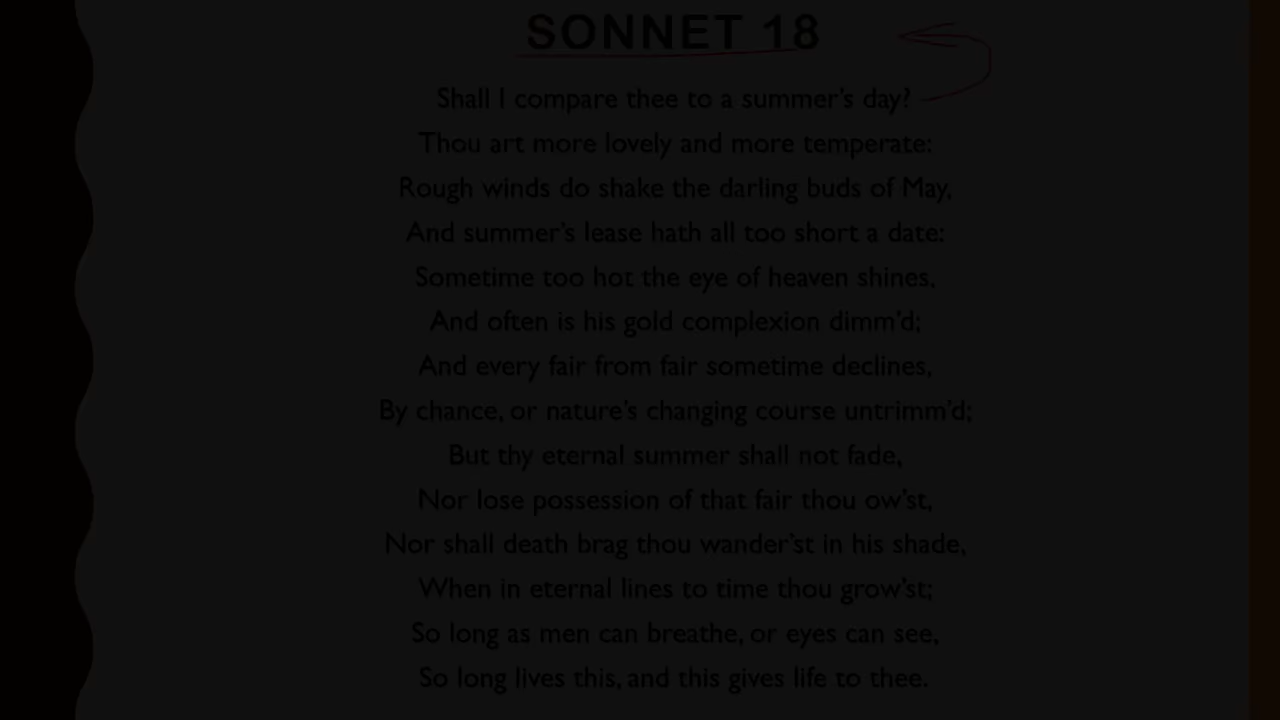 SONNET 18
Shall I compare thee to a summer's day?
Thou art more lovely and more temperate:
Rough winds do shake the darling buds of May,
And summer's lease hath all too short a date:
Sometime too hot the eye of heaven shines,
And often is his gold complexion dimm'd;
And every fair from fair sometime declines,
By chance, or nature's changing course untrimm'd;
But thy eternal summer shall not fade,
Nor lose possession of that fair thou ow'st,
Nor shall death brag thou wander'st in his shade,
When in eternal lines to time thou grow'st;
So long as men can breathe, or eyes can see,
So long lives this, and this gives life to thee.